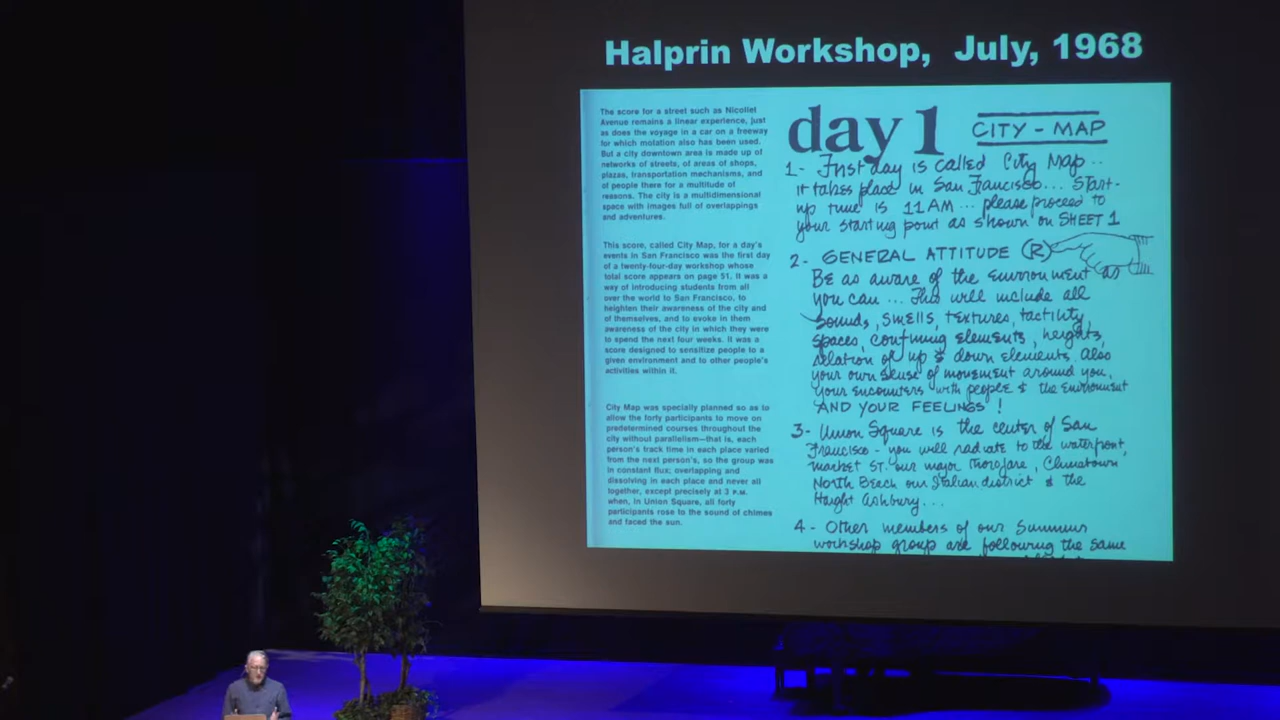 Halprin Workshop, July, 1968
The score for a street such as Nicollet
Avenue remains a linear experience, just
as does the voyage in a car on a freeway
for which motation also has been used.
But a city downtown area is made up of
networks of streets, of areas of shops,
plazas, transportation mechanisms, and
of people there for a multitude of
reasons. The city is a multidimensional
space with images full of overlappings
and adventures.
This score, called City Map, for a day's
events in San Francisco was the first day
of a twenty-four-day workshop whose
total score appears on page 51. It was a
way of introducing students from all
over the world to San Francisco, to
heighten their awareness of the city and
of themselves, and to evoke in them
awareness of the city in which they were
to spend the next four weeks. It was a
score designed to sensitize people to a
given environment and to other people's
activities within it.
City Map was specially planned so as to
allow the forty participants to move on
predetermined courses throughout the
city without parallelism—that is, each
person's track time in each place varied
from the next person's, so the group was
in constant flux; overlapping and
dissolving in each place and never all
together, except precisely at 3 P.M.
when, in Union Square, all forty
participants rose to the sound of chimes
and faced the sun.
day 1 CITY - MAP
1- First day is called City Map..
it takes place in San Francisco... Start-
up time is 11 AM ... please proceed to
your starting point as shown on SHEET 1
2- GENERAL ATTITUDE (R)
BE as aware of the environment as
you can ... This will include all
sounds, smells, textures, tactility,
spaces, confining elements, heights,
relation of up & down elements. Also
your own sense of movement around you,
your encounters with people & the environment
AND YOUR FEELINGS !
3- Union Square is the center of San
Francisco - you will radiate to the waterfront,
market ST. our major thorofare, Chinatown
North Beach our Italian district & the
Haight Ashbury...
4- Other members of our Summer
workshop group are following the same